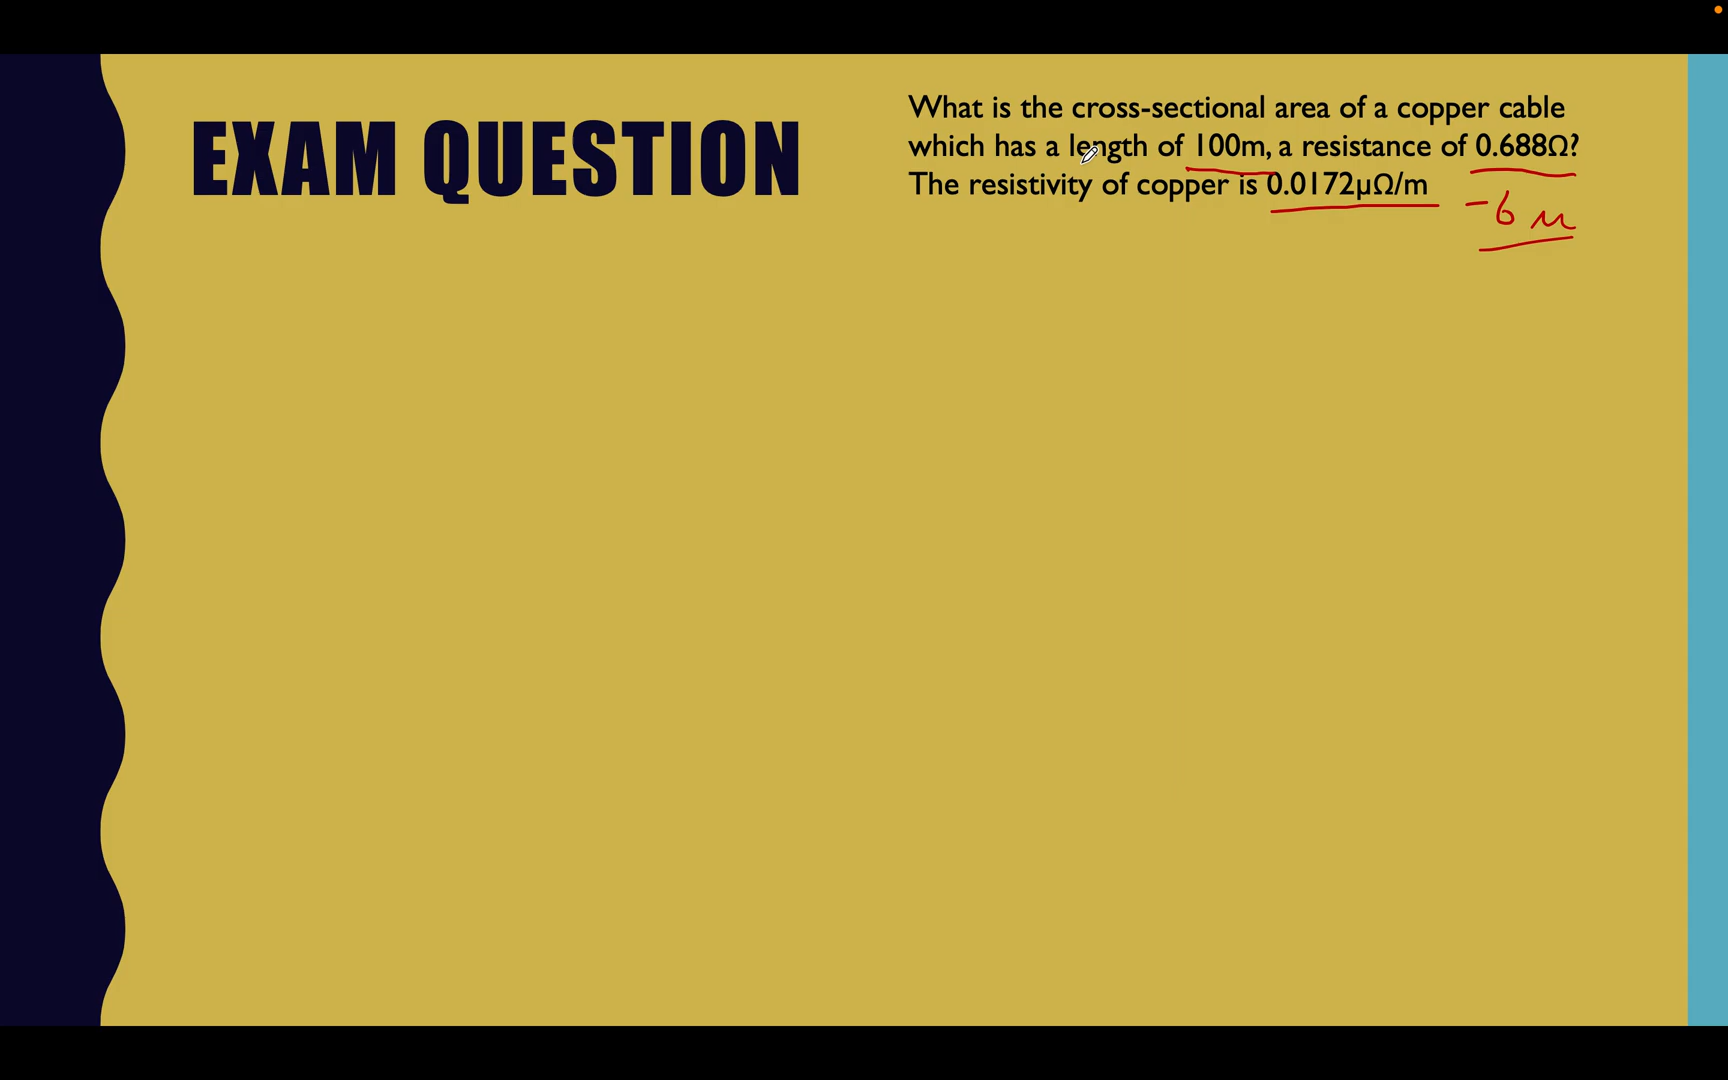 EXAM QUESTION
What is the cross-sectional area of a copper cable
which has a length of 100m, a resistance of 0.688Ω?
The resistivity of copper is 0.0172µΩ/m
-6 m